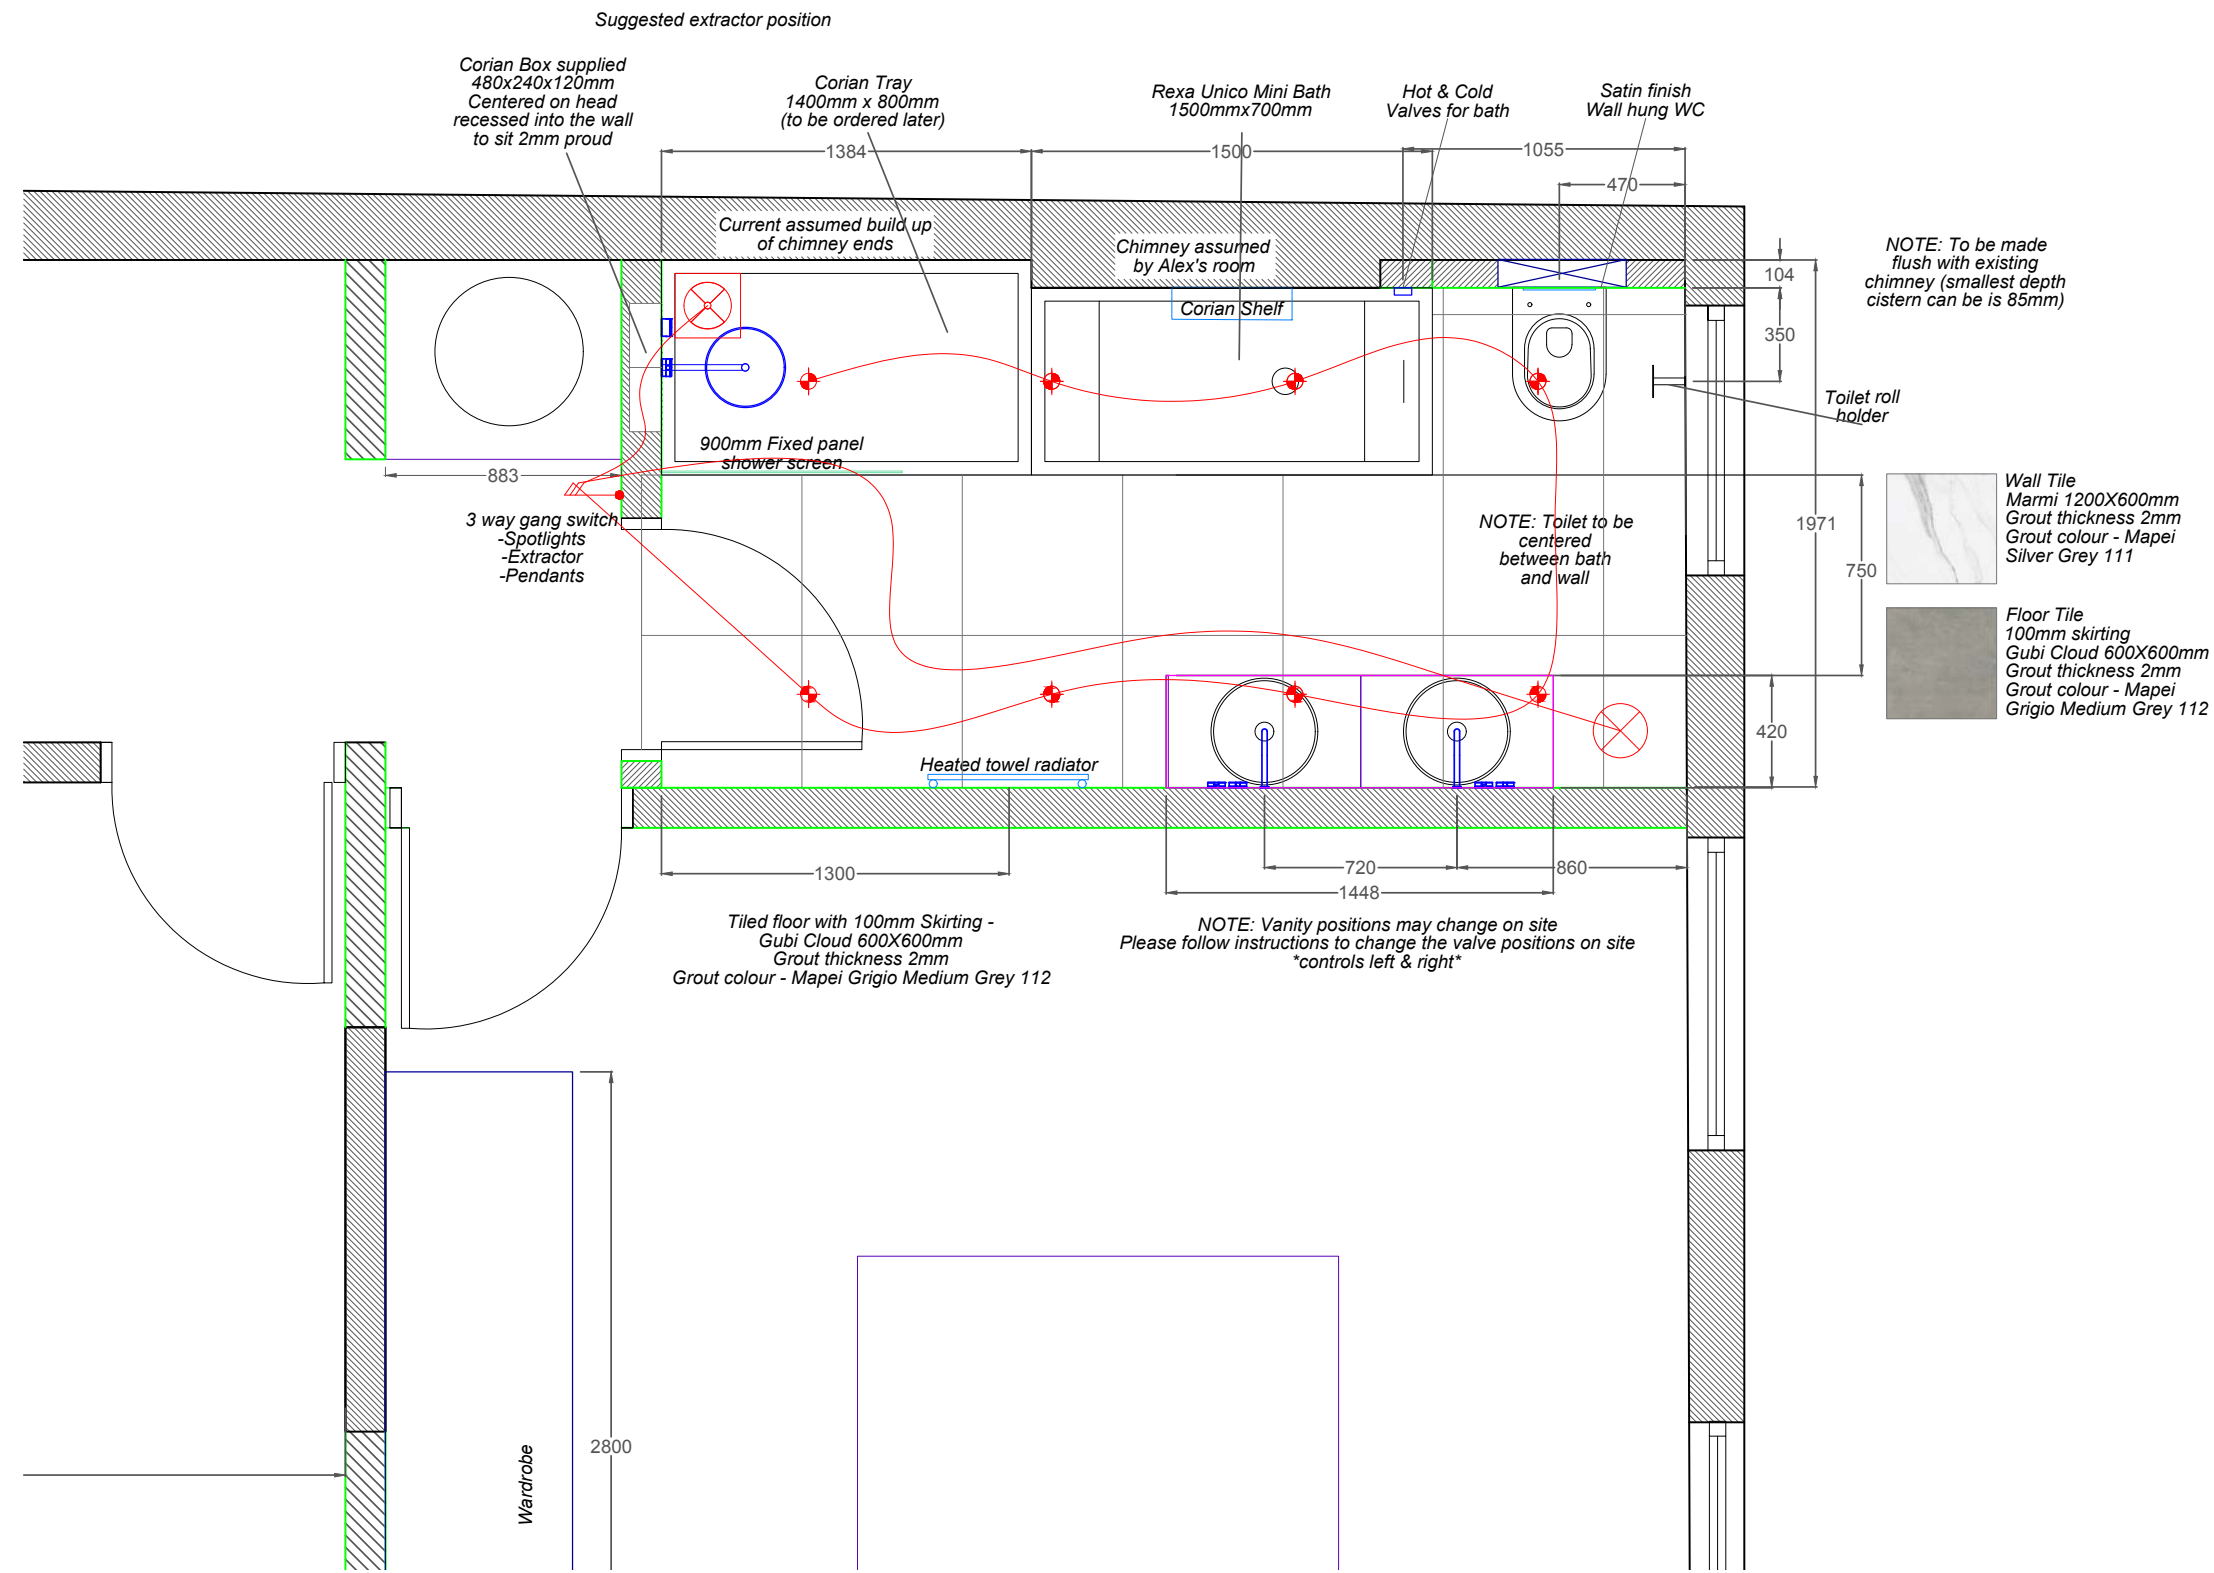 Suggested extractor position
Corian Box supplied
480x240x120mm
Centered on head
recessed into the wall
to sit 2mm proud
Corian Tray
1400mm x 800mm
(to be ordered later)
Rexa Unico Mini Bath
1500mmx700mm
Hot & Cold
Valves for bath
Satin finish
Wall hung WC
1384
1500
1055
470
Current assumed build up
of chimney ends
Chimney assumed
by Alex's room
NOTE: To be made
flush with existing
chimney (smallest depth
cistern can be is 85mm)
104
350
Corian Shelf
Toilet roll
holder
900mm Fixed panel
shower screen
883
3 way gang switch
-Spotlights
-Extractor
-Pendants
NOTE: Toilet to be
centered
between bath
and wall
1971
750
Wall Tile
Marmi 1200X600mm
Grout thickness 2mm
Grout colour - Mapei
Silver Grey 111
Floor Tile
100mm skirting
Gubi Cloud 600X600mm
Grout thickness 2mm
Grout colour - Mapei
Grigio Medium Grey 112
420
Heated towel radiator
1300
720
860
1448
Tiled floor with 100mm Skirting -
Gubi Cloud 600X600mm
Grout thickness 2mm
Grout colour - Mapei Grigio Medium Grey 112
NOTE: Vanity positions may change on site
Please follow instructions to change the valve positions on site
*controls left & right*
2800
Wardrobe